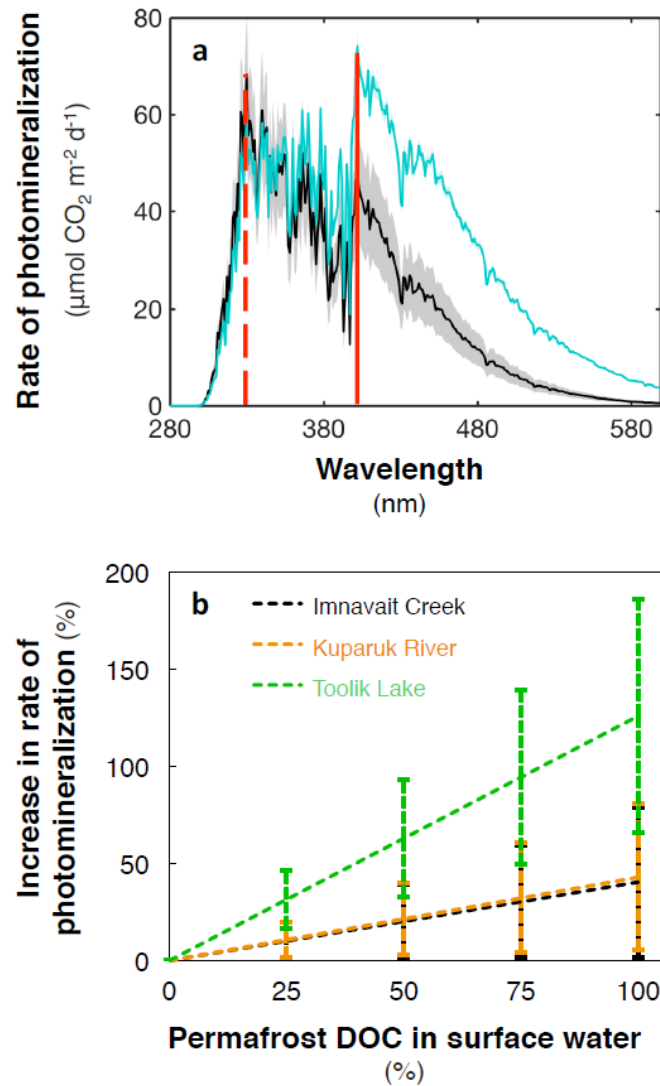 a
80
60
40
20
0
Rate of photomineralization
(µmol CO₂ m⁻² d⁻¹)
280 380 480 580
Wavelength
(nm)
b
Imnavait Creek
Kuparuk River
Toolik Lake
200
150
100
50
0
Increase in rate of
photomineralization (%)
0 25 50 75 100
Permafrost DOC in surface water
(%)